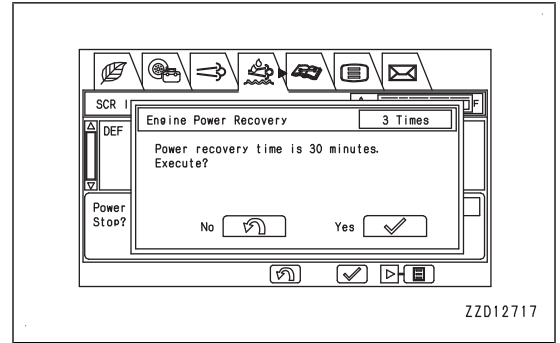 SCR I
F
Engine Power Recovery
3 Times
DEF
Power recovery time is 30 minutes.
Execute?
Power
Stop?
No
Yes
ZZD12717